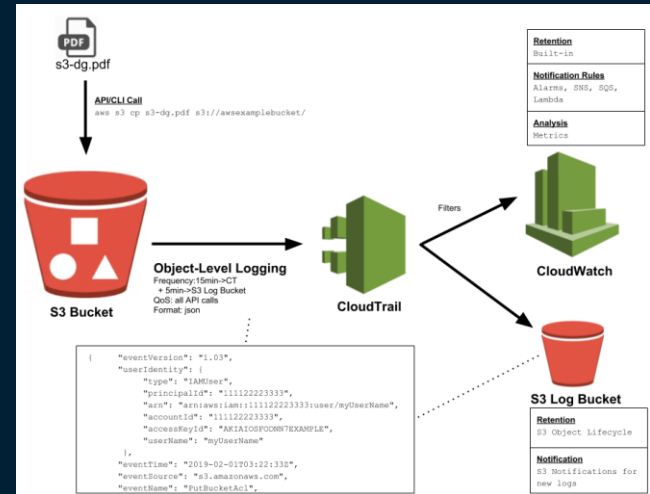 PDF
s3-dg.pdf
API/CLI Call
aws s3 cp s3-dg.pdf s3://awsexamplebucket/
Retention
Built-in
Notification Rules
Alarms, SNS, SQS,
Lambda
Analysis
Metrics
Filters
Object-Level Logging
Frequency:15min->CT
+ 5min->S3 Log Bucket
QoS: all API calls
Format: json
S3 Bucket
CloudTrail
CloudWatch
{ "eventVersion": "1.03",
"userIdentity": {
"type": "IAMUser",
"principalId": "111122223333",
"arn": "arn:aws:iam::111122223333:user/myUserName",
"accountId": "111122223333",
"accessKeyId": "AKIAIOSFODNN7EXAMPLE",
"userName": "myUserName"
},
"eventTime": "2019-02-01T03:22:33Z",
"eventSource": "s3.amazonaws.com",
"eventName": "PutBucketAcl",
S3 Log Bucket
Retention
S3 Object Lifecycle
Notification
S3 Notifications for
new logs